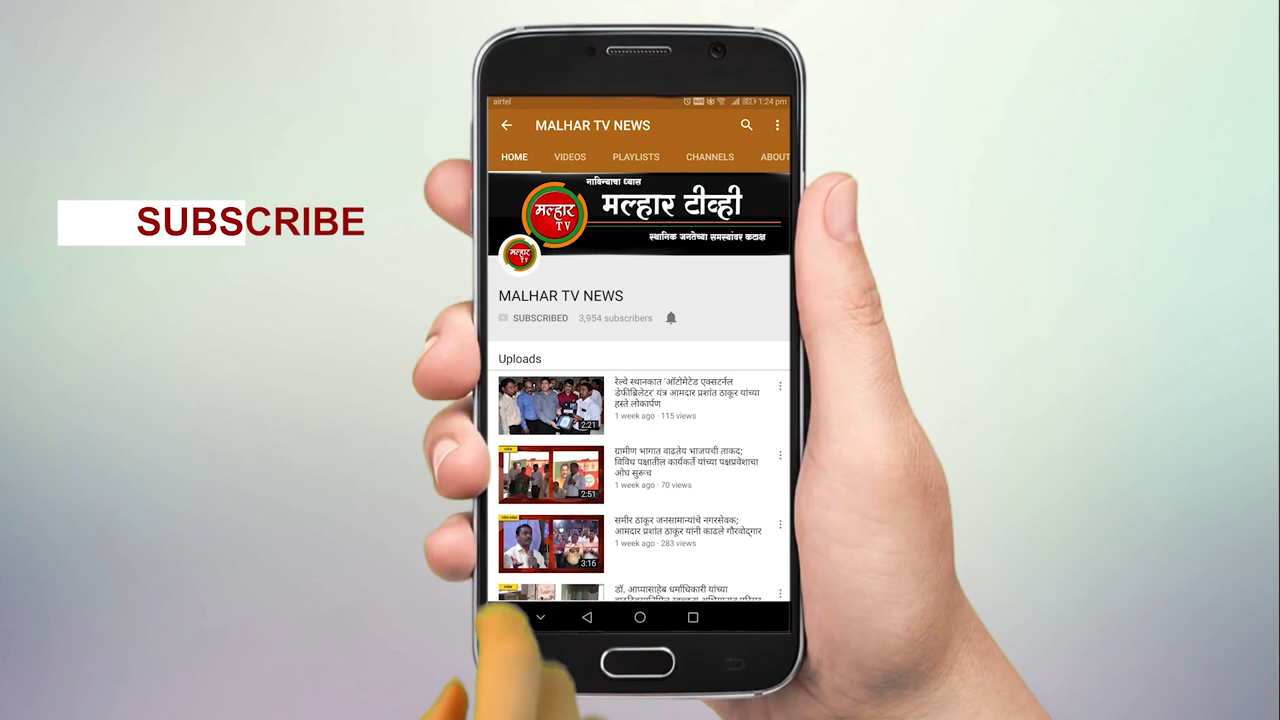 SUBSCRIBE
airtel
1:24 pm
MALHAR TV NEWS
HOME VIDEOS PLAYLISTS CHANNELS ABOUT
नाविन्याचा ध्यास
मल्हार टीव्ही
मल्हार
TV
स्थानिक जनतेच्या समस्यांवर कटाक्ष
मल्हार
TV
MALHAR TV NEWS
SUBSCRIBED 3,954 subscribers
Uploads
रेल्वे स्थानकात 'ऑटोमेटेड एक्सटर्नल
डेफीब्रिलेटर' यंत्र आमदार प्रशांत ठाकूर यांच्या
हस्ते लोकार्पण
1 week ago · 115 views
2:21
ग्रामीण भागात वाढतेय भाजपची ताकद;
विविध पक्षातील कार्यकर्ते यांच्या पक्षप्रवेशाचा
ओघ सुरूच
1 week ago · 70 views
2:51
समीर ठाकूर जनसामान्यांचे नगरसेवक;
आमदार प्रशांत ठाकूर यांनी काढले गौरवोद्गार
1 week ago · 283 views
3:16
डॉ. आप्पासाहेब धर्माधिकारी यांच्या